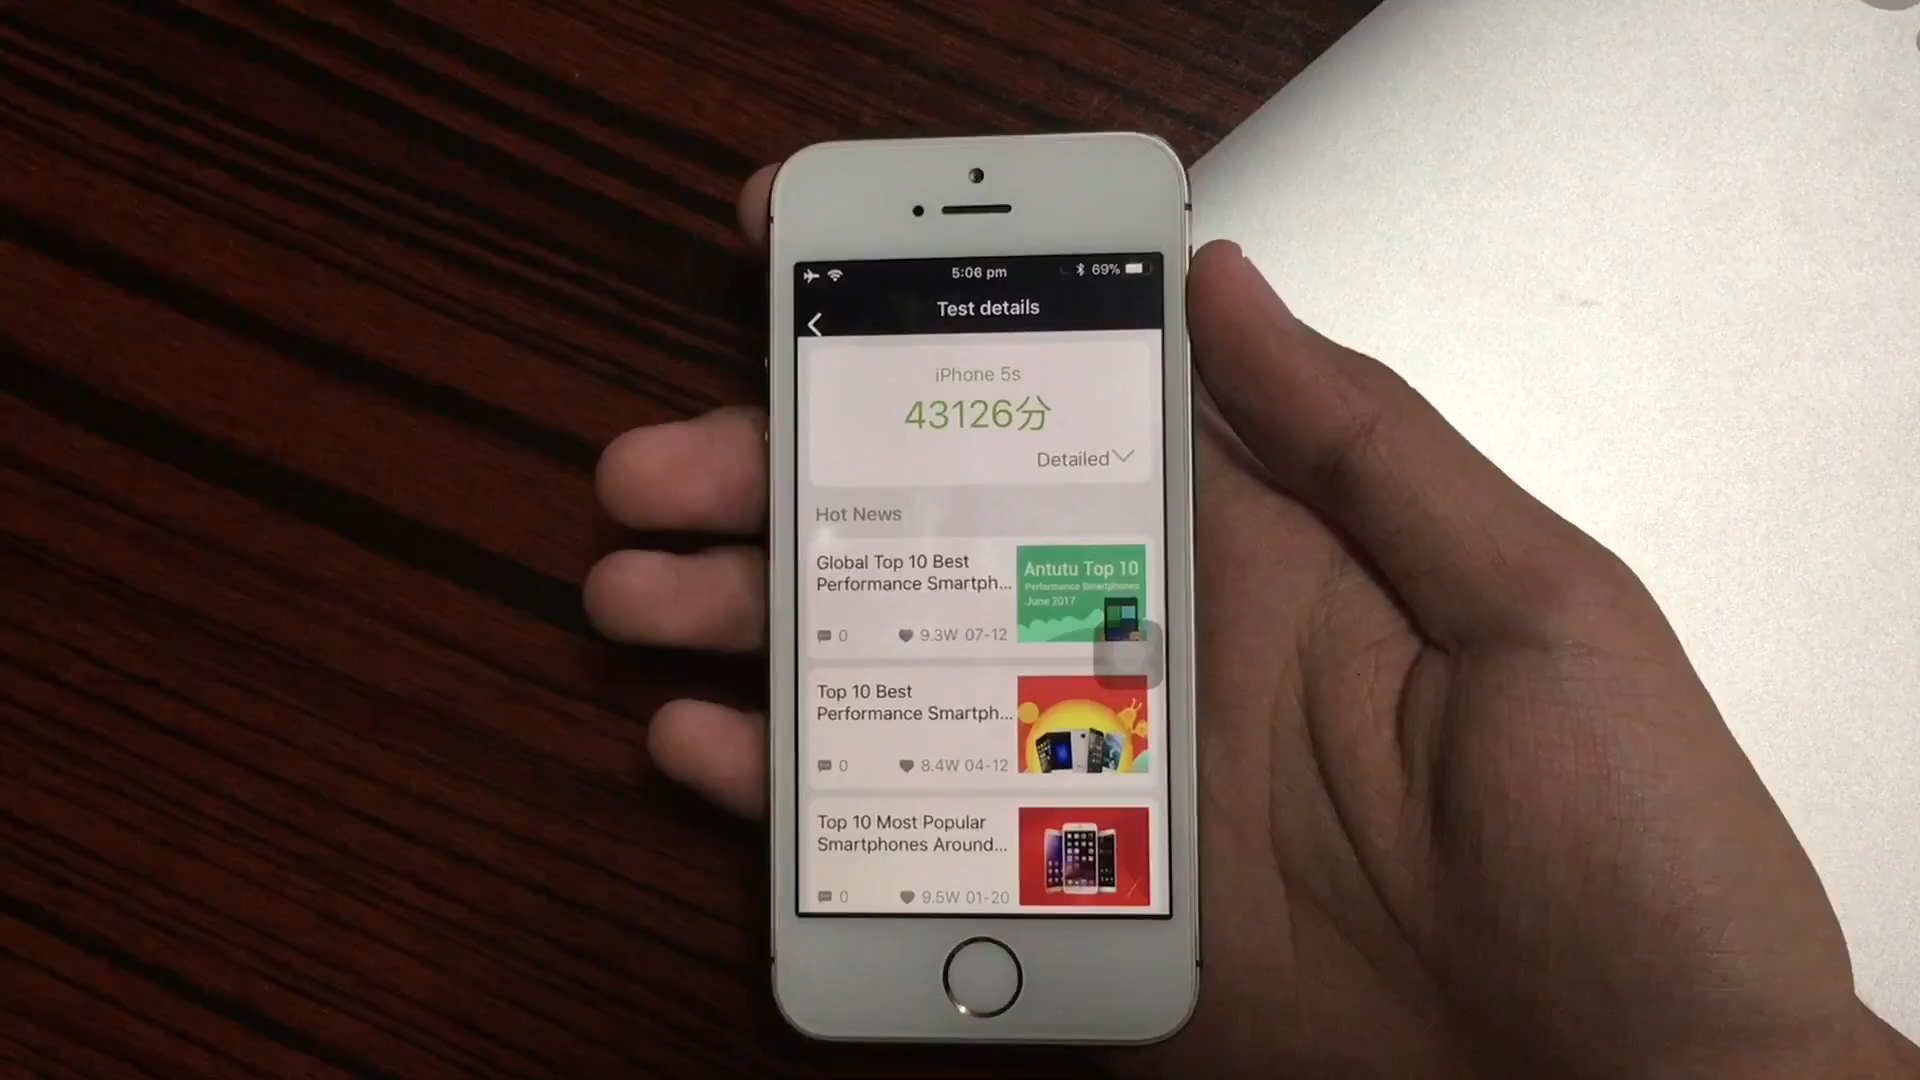 5:06 pm
69%
Test details
iPhone 5s
43126分
Detailed
Hot News
Global Top 10 Best
Performance Smartph...
0
9.3W 07-12
Antutu Top 10
Performance Smartphones
June 2017
Top 10 Best
Performance Smartph...
0
8.4W 04-12
Top 10 Most Popular
Smartphones Around...
0
9.5W 01-20